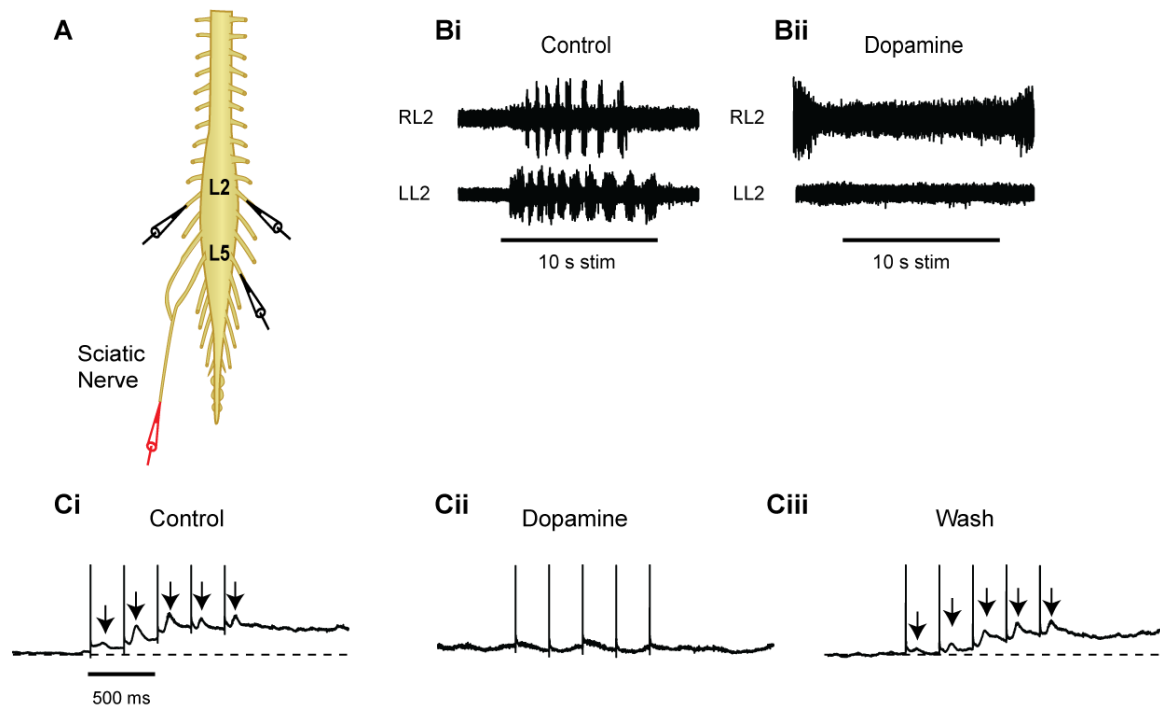 A
L2
L5
Sciatic
Nerve
Bi
Control
RL2
LL2
10 s stim
Bii
Dopamine
RL2
LL2
10 s stim
Ci
Control
500 ms
Cii
Dopamine
Ciii
Wash